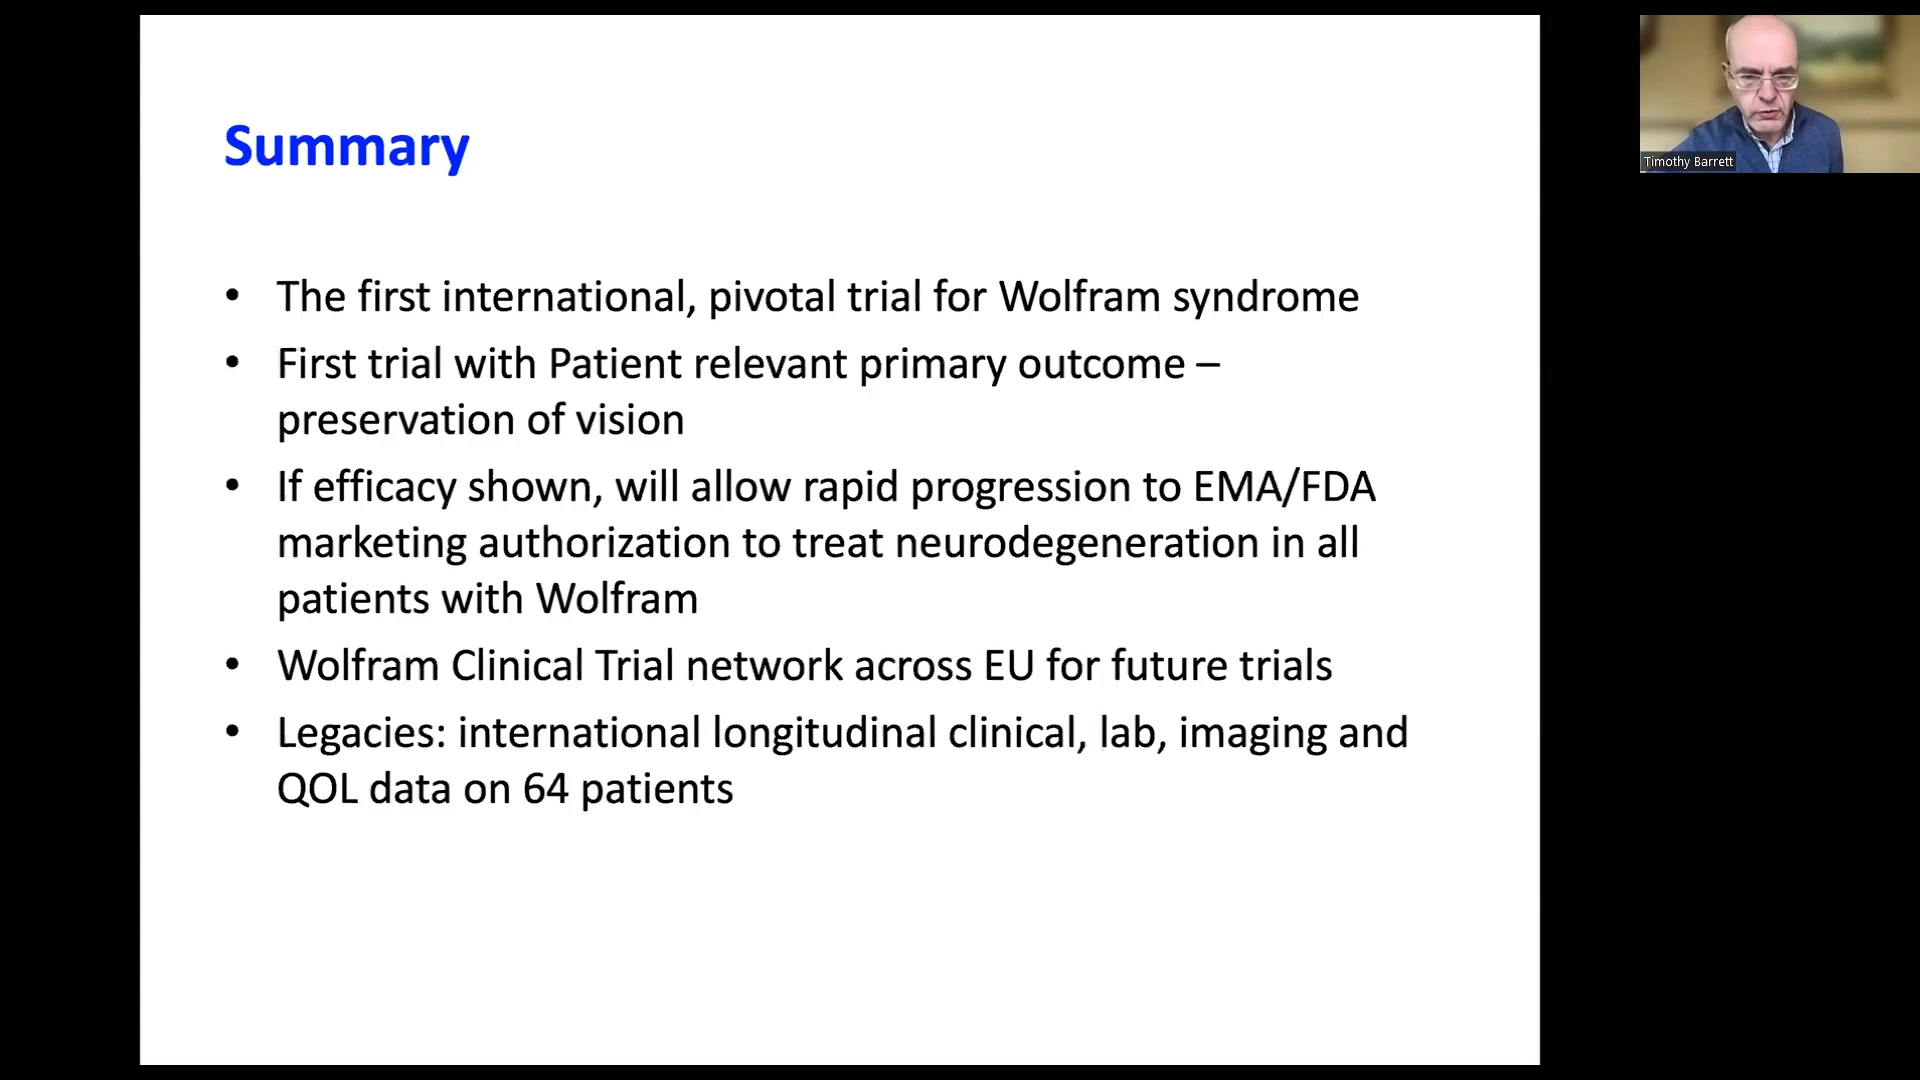 Summary
• The first international, pivotal trial for Wolfram syndrome
• First trial with Patient relevant primary outcome –
preservation of vision
• If efficacy shown, will allow rapid progression to EMA/FDA
marketing authorization to treat neurodegeneration in all
patients with Wolfram
• Wolfram Clinical Trial network across EU for future trials
• Legacies: international longitudinal clinical, lab, imaging and
QOL data on 64 patients
Timothy Barrett